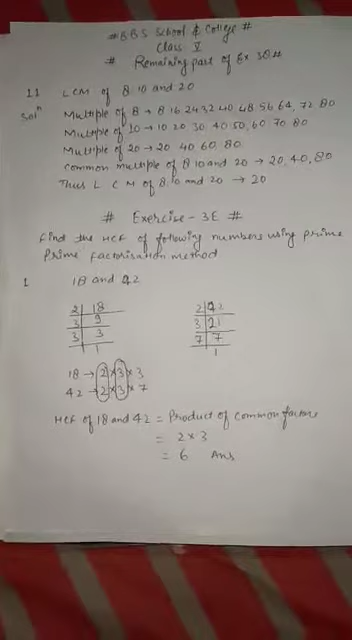 # BBS School & College #
Class V
# Remaining part of Ex 3D #
11 LCM of 8 10 and 20
Solⁿ Multiple of 8 → 8 16 24 32 40 48 56 64, 72 80
Multiple of 10 → 10 20 30 40 50, 60 70 80
Multiple of 20 → 20 40 60, 80
Common multiple of 8 10 and 20 → 20, 40, 80
Thus L C M of 8 10 and 20 → 20
# Exercise - 3E #
Find the HCF of following numbers using prime
Prime Factorisation method
1 18 and 42
2 18 2 42
3 9 3 21
3 3 7 7
1 1
18 → 2 × 3 × 3
42 → 2 × 3 × 7
HCF of 18 and 42 = Product of common factors
= 2 × 3
= 6 Ans